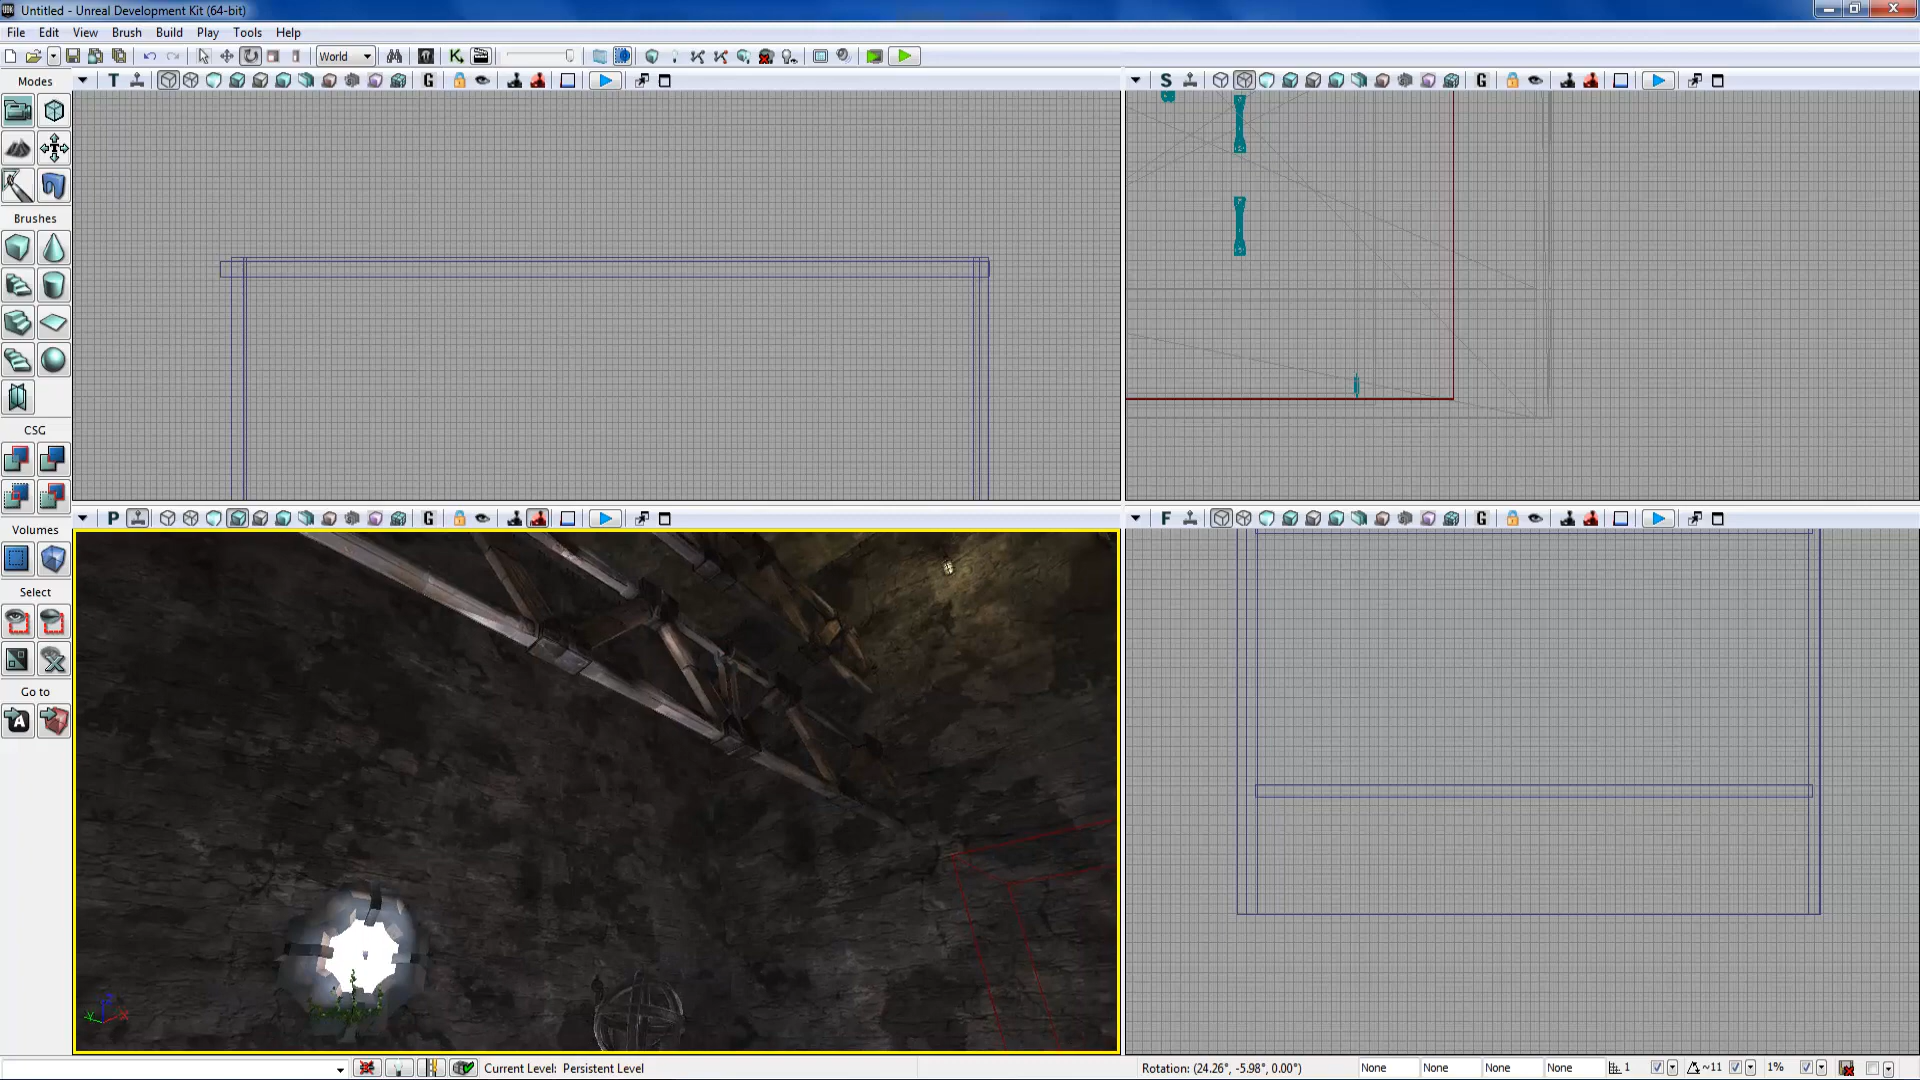 Untitled - Unreal Development Kit (64-bit)
File Edit View Brush Build Play Tools Help
World
Modes
T
G
S
G
Brushes
CSG
P
G
F
G
Volumes
Select
Go to
Current Level: Persistent Level
Rotation: (24.26°, -5.98°, 0.00°)
None None None None
1
~11
1%